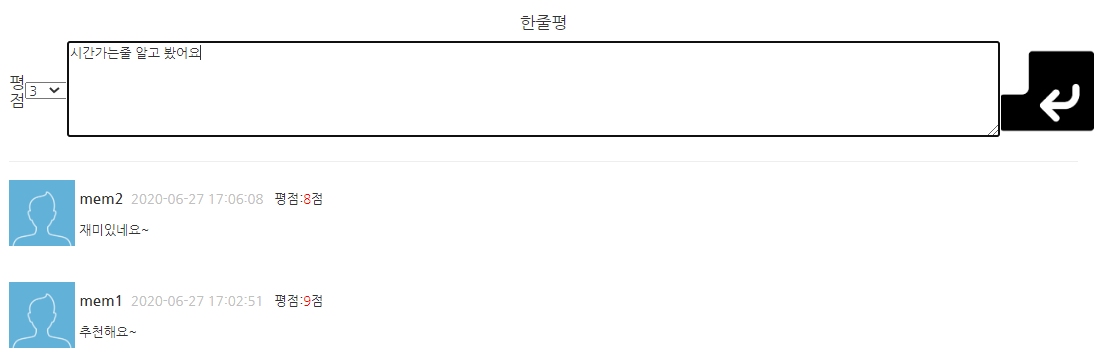 한줄평
시간가는줄 알고 봤어요
평
점
3
mem2 2020-06-27 17:06:08 평점:8점
재미있네요~
mem1 2020-06-27 17:02:51 평점:9점
추천해요~